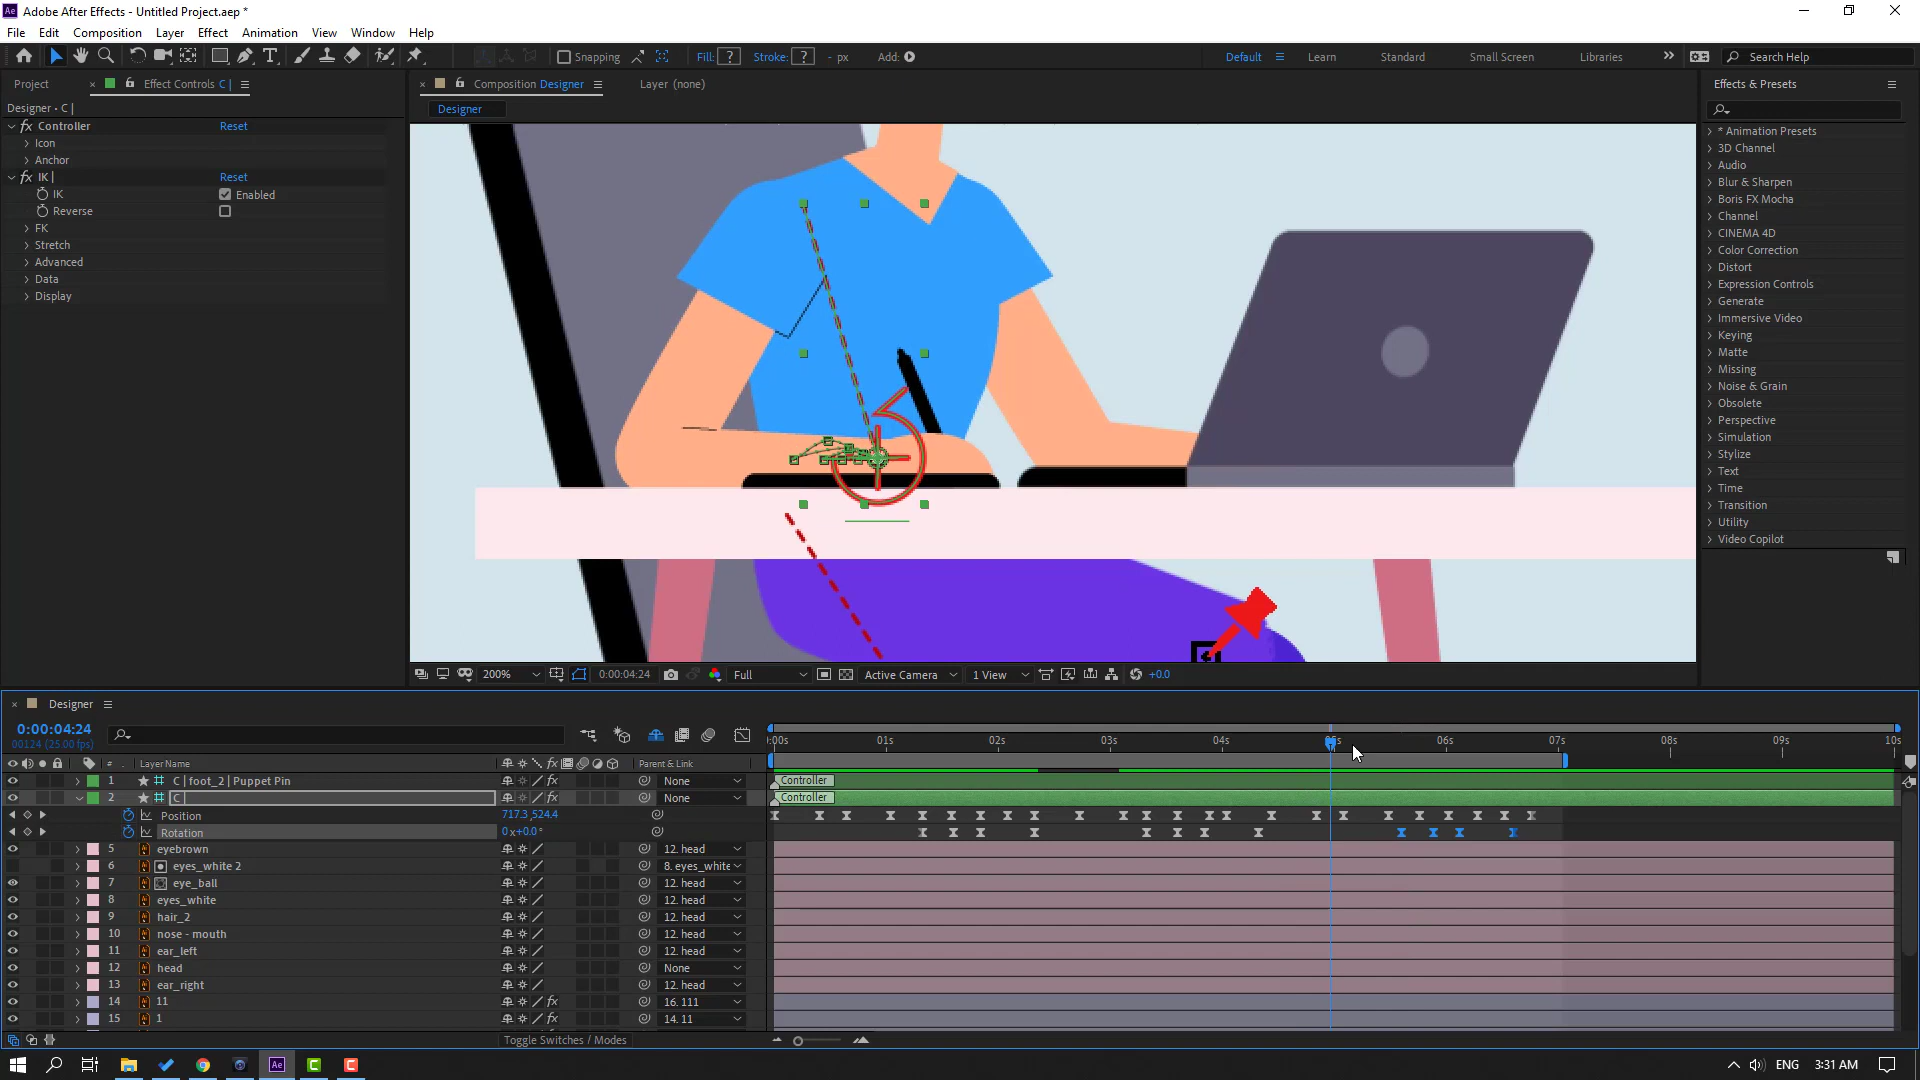 Adobe After Effects - Untitled Project.aep *
File Edit Composition Layer Effect Animation View Window Help
Snapping Fill: ? Stroke: ? - px Add: Default Learn Standard Small Screen Libraries Search Help
Project Effect Controls C | Composition Designer Layer (none) Effects & Presets
Designer • C |
Designer
Controller Reset
Icon
Anchor
IK | Reset
IK Enabled
Reverse
FK
Stretch
Advanced
Data
Display
* Animation Presets
3D Channel
Audio
Blur & Sharpen
Boris FX Mocha
Channel
CINEMA 4D
Color Correction
Distort
Expression Controls
Generate
Immersive Video
Keying
Matte
Missing
Noise & Grain
Obsolete
Perspective
Simulation
Stylize
Text
Time
Transition
Utility
Video Copilot
200% 0:00:04:24 Full Active Camera 1 View +0.0
Designer
0:00:04:24
00124 (25.00 fps)
:00s 01s 02s 03s 04s 06s 07s 08s 09s 10s
# Layer Name Parent & Link
1 C | foot_2 | Puppet Pin None Controller
2 C | None Controller
Position 717.3,524.4
Rotation 0x+0.0°
5 eyebrown 12. head
6 eyes_white 2 8. eyes_white
7 eye_ball 12. head
8 eyes_white 12. head
9 hair_2 12. head
10 nose - mouth 12. head
11 ear_left 12. head
12 head None
13 ear_right 12. head
14 11 16. 111
15 1 14. 11
Toggle Switches / Modes
ENG 3:31 AM